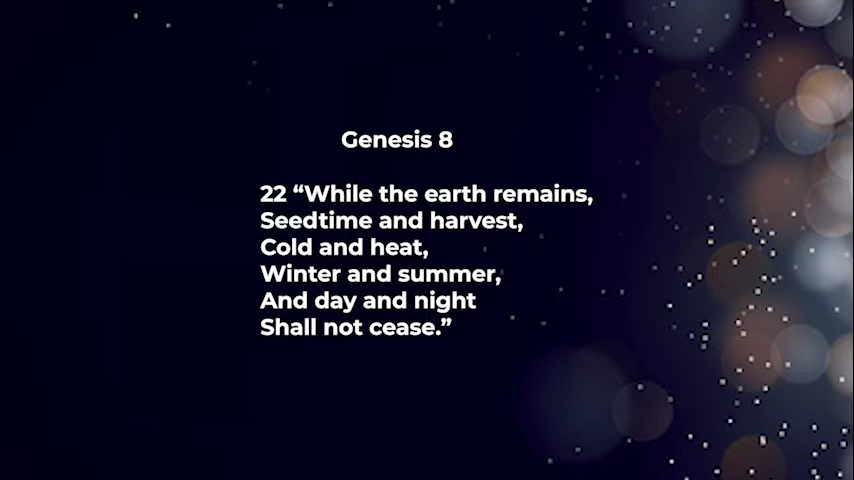 Genesis 8
22 “While the earth remains,
Seedtime and harvest,
Cold and heat,
Winter and summer,
And day and night
Shall not cease.”